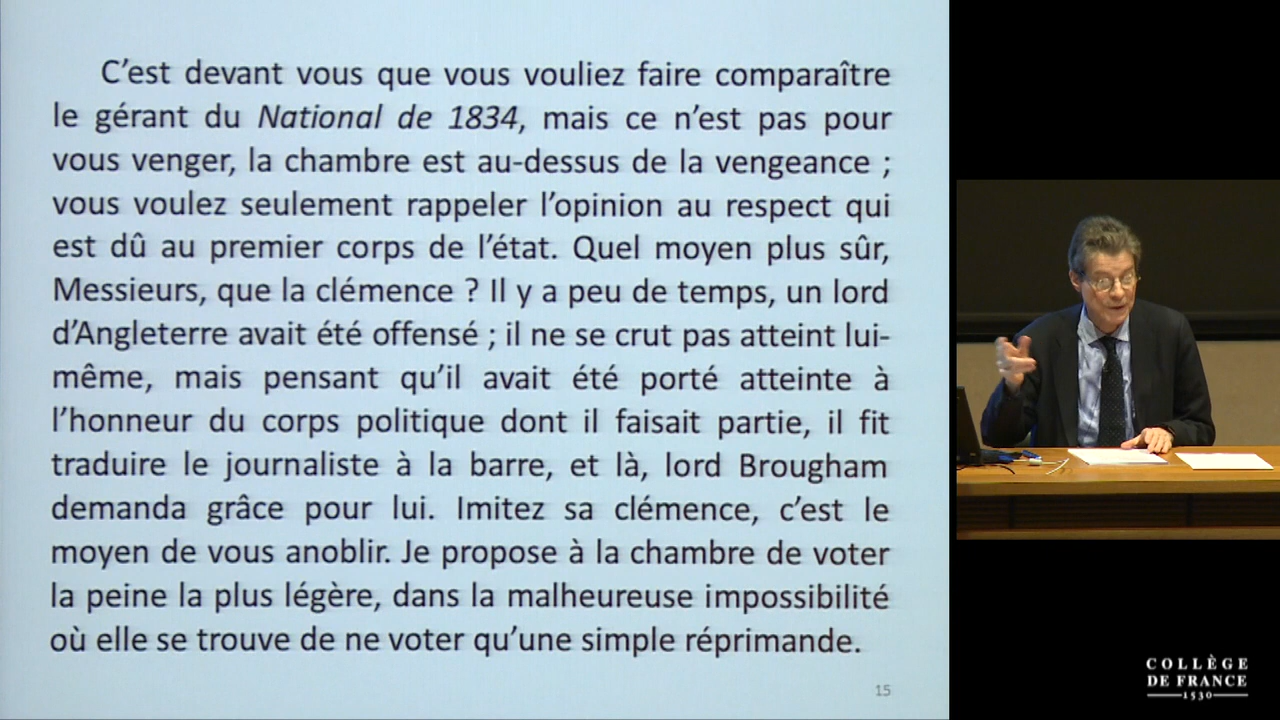 C’est devant vous que vous vouliez faire comparaître
le gérant du National de 1834, mais ce n’est pas pour
vous venger, la chambre est au-dessus de la vengeance ;
vous voulez seulement rappeler l’opinion au respect qui
est dû au premier corps de l’état. Quel moyen plus sûr,
Messieurs, que la clémence ? Il y a peu de temps, un lord
d’Angleterre avait été offensé ; il ne se crut pas atteint lui-
même, mais pensant qu’il avait été porté atteinte à
l’honneur du corps politique dont il faisait partie, il fit
traduire le journaliste à la barre, et là, lord Brougham
demanda grâce pour lui. Imitez sa clémence, c’est le
moyen de vous anoblir. Je propose à la chambre de voter
la peine la plus légère, dans la malheureuse impossibilité
où elle se trouve de ne voter qu’une simple réprimande.
15
COLLÈGE
DE FRANCE
1530